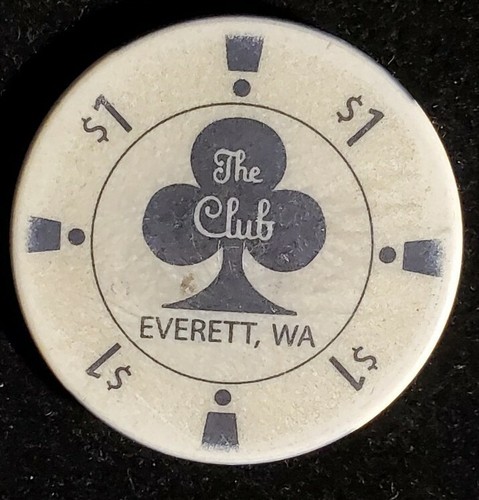 $1 $1
The
Club
EVERETT, WA
$1 $1